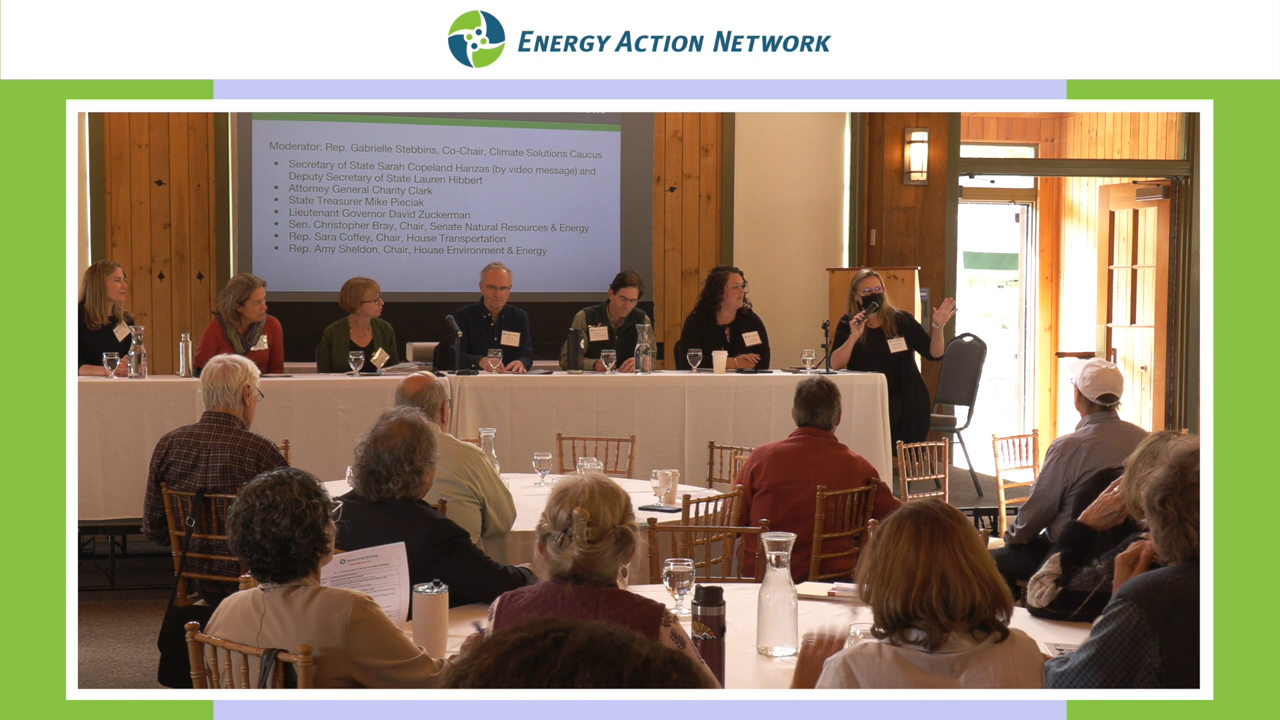 ENERGY ACTION NETWORK
Moderator: Rep. Gabrielle Stebbins, Co-Chair, Climate Solutions Caucus
• Secretary of State Sarah Copeland Hanzas (by video message) and
Deputy Secretary of State Lauren Hibbert
• Attorney General Charity Clark
• State Treasurer Mike Pieciak
• Lieutenant Governor David Zuckerman
• Sen. Christopher Bray, Chair, Senate Natural Resources & Energy
• Rep. Sara Coffey, Chair, House Transportation
• Rep. Amy Sheldon, Chair, House Environment & Energy